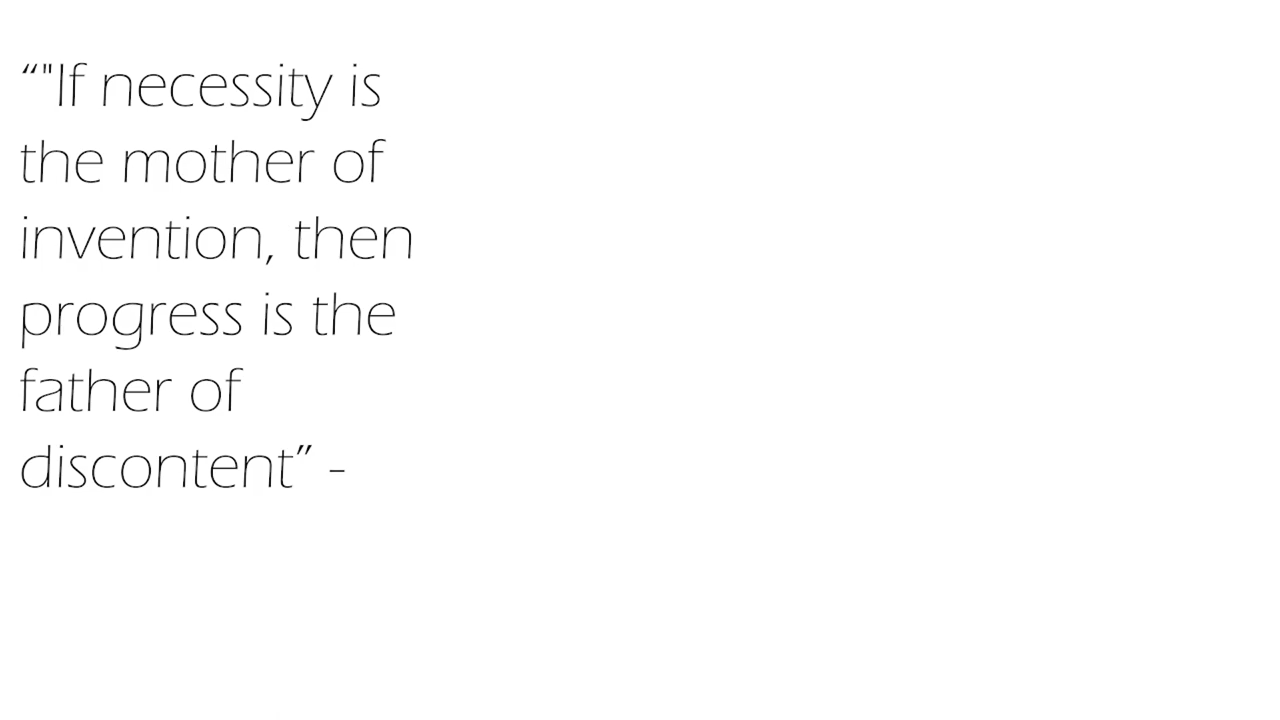 “"If necessity is
the mother of
invention, then
progress is the
father of
discontent” -